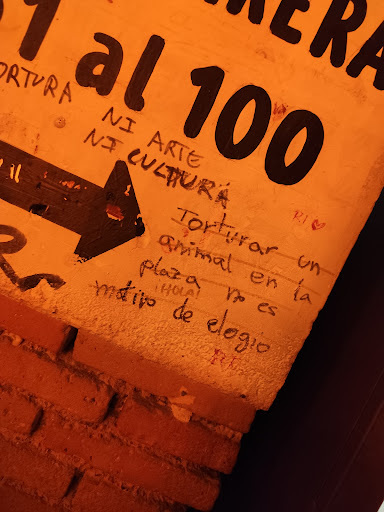 RERA
51 al 100
TORTURA NI ARTE
NI CULTURA
Torturar un
animal en la
plaza no es
¡HOLA!
motivo de elogio